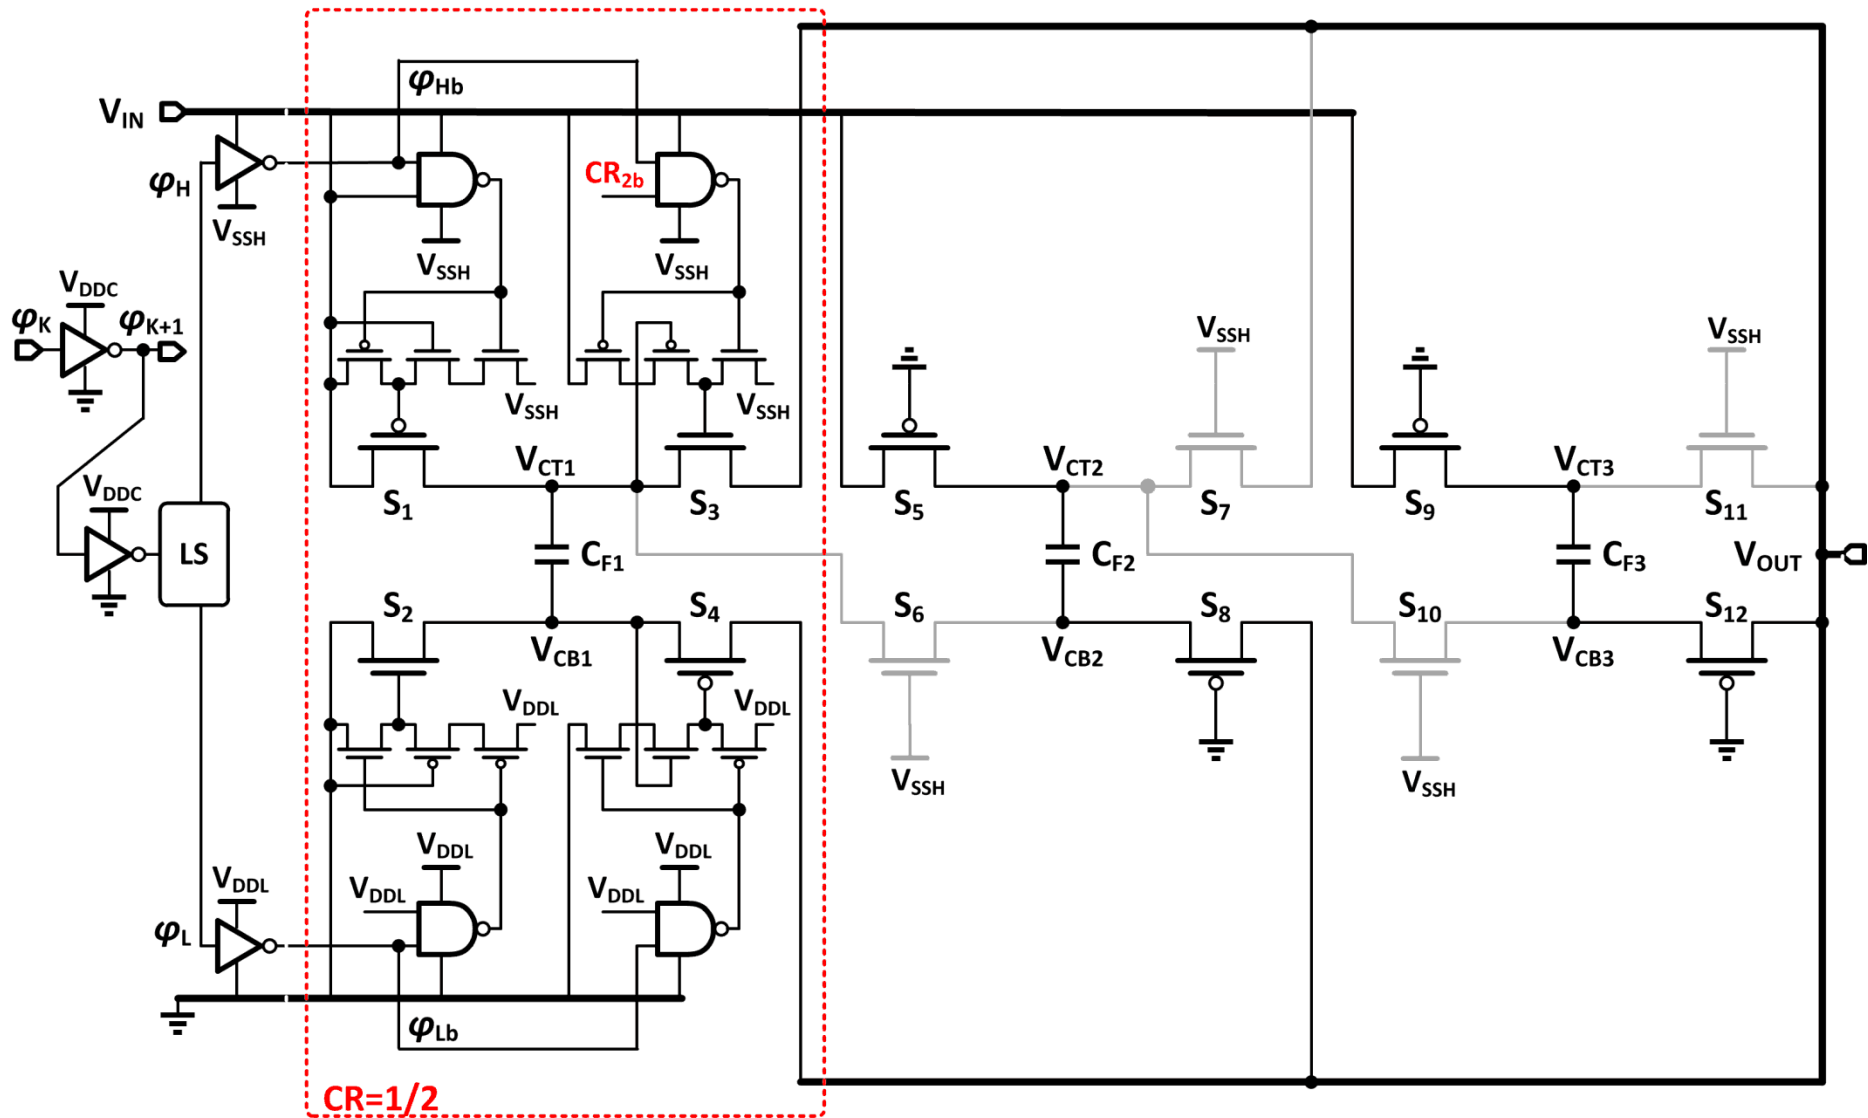 φHb
VIN
φH
CR2b
VSSH
VSSH
VSSH
VDDC
φK
φK+1
VSSH
VSSH
VSSH
VSSH
VCT1
VCT2
VCT3
S1
S3
S5
S7
S9
S11
VDDC
LS
CF1
CF2
CF3
VOUT
S2
S4
S6
S8
S10
S12
VCB1
VCB2
VCB3
VDDL
VDDL
VSSH
VSSH
VDDL
VDDL
VDDL
VDDL
VDDL
φL
φLb
CR=1/2